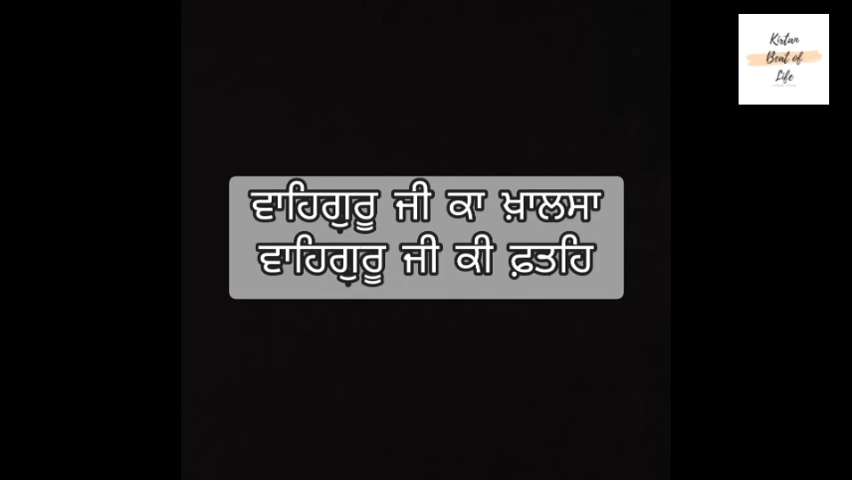 Kirtan
Beat of
Life
ਵਾਹਿਗੁਰੂ ਜੀ ਕਾ ਖ਼ਾਲਸਾ
ਵਾਹਿਗੁਰੂ ਜੀ ਕੀ ਫ਼ਤਹਿ